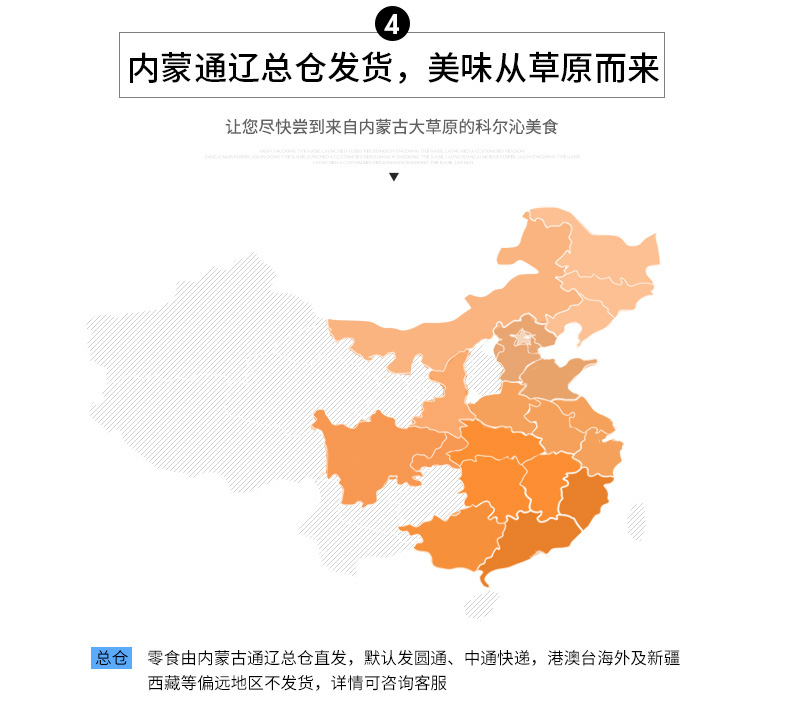 4
内蒙通辽总仓发货，美味从草原而来
让您尽快尝到来自内蒙古大草原的科尔沁美食
总仓 零食由内蒙古通辽总仓直发，默认发圆通、中通快递，港澳台海外及新疆
西藏等偏远地区不发货，详情可咨询客服